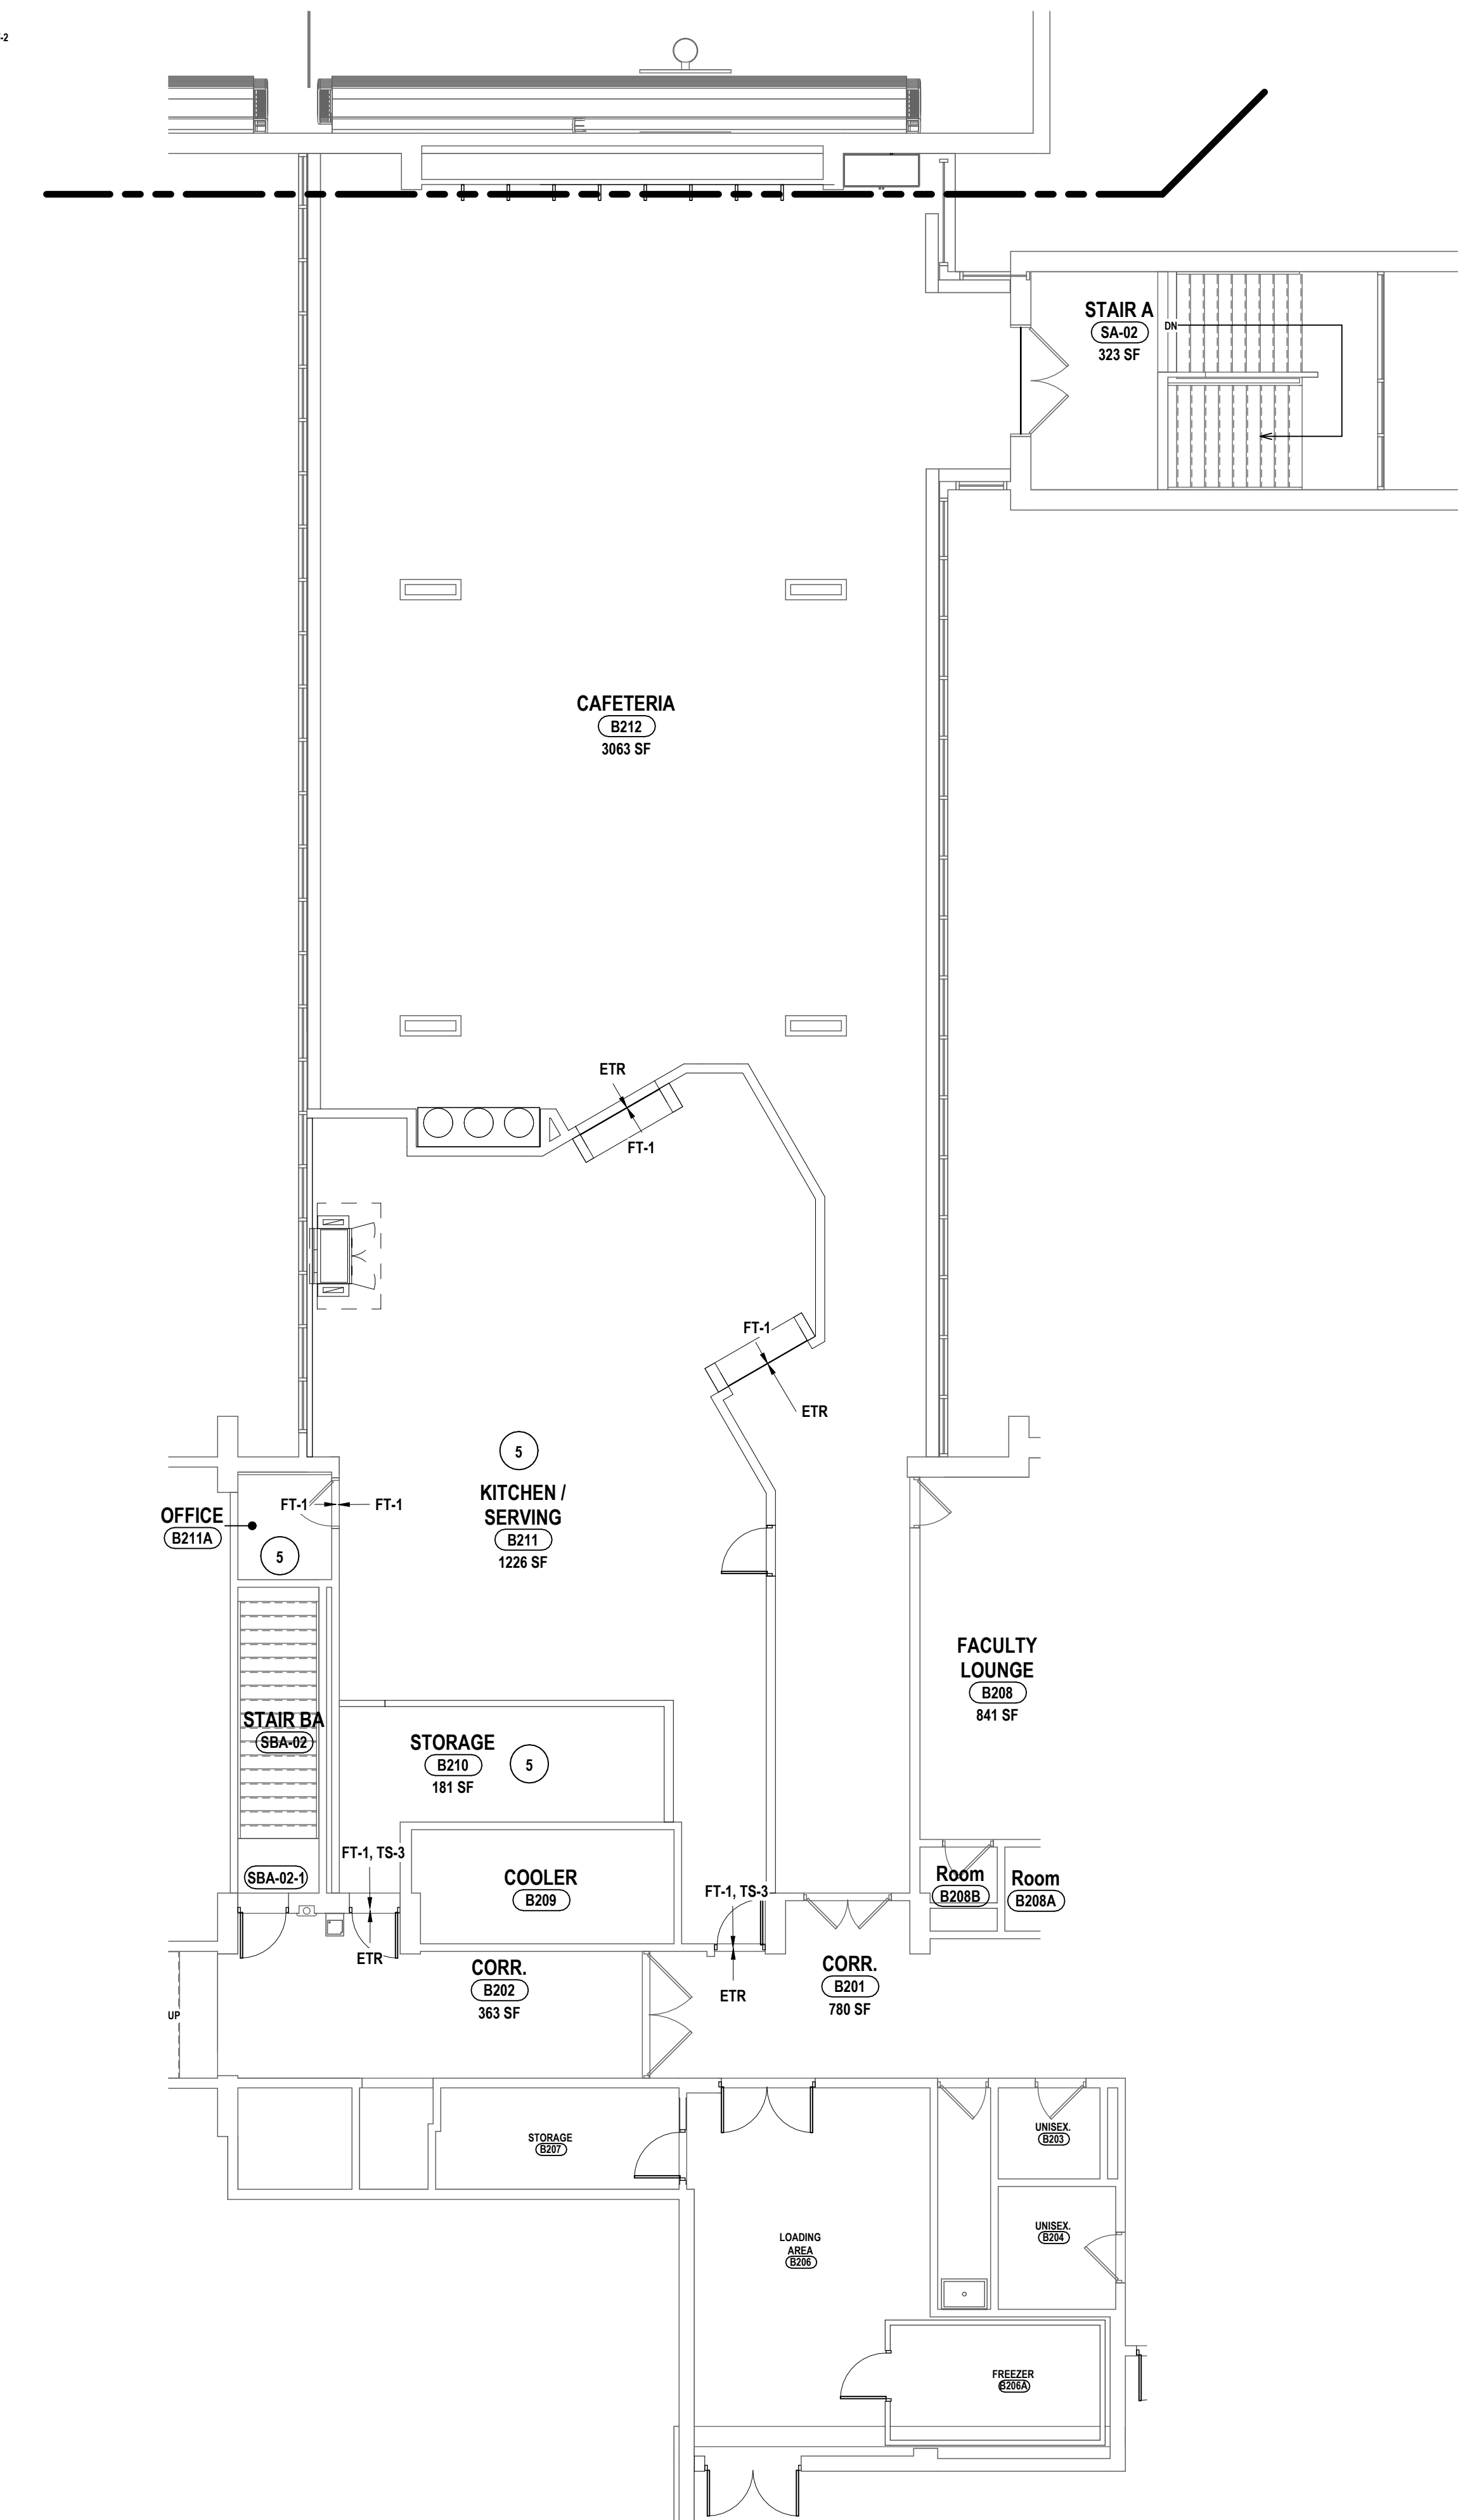 -2
STAIR A
SA-02
323 SF
DN
CAFETERIA
B212
3063 SF
ETR
FT-1
FT-1
ETR
5
KITCHEN /
SERVING
B211
1226 SF
FT-1
FT-1
OFFICE
B211A
5
FACULTY
LOUNGE
B208
841 SF
STAIR BA
SBA-02
STORAGE
B210
181 SF
5
FT-1, TS-3
SBA-02-1
COOLER
B209
FT-1, TS-3
Room
B208B
Room
B208A
ETR
CORR.
B202
363 SF
ETR
CORR.
B201
780 SF
UP
STORAGE
B207
UNISEX.
B203
LOADING
AREA
B206
UNISEX.
B204
FREEZER
B206A